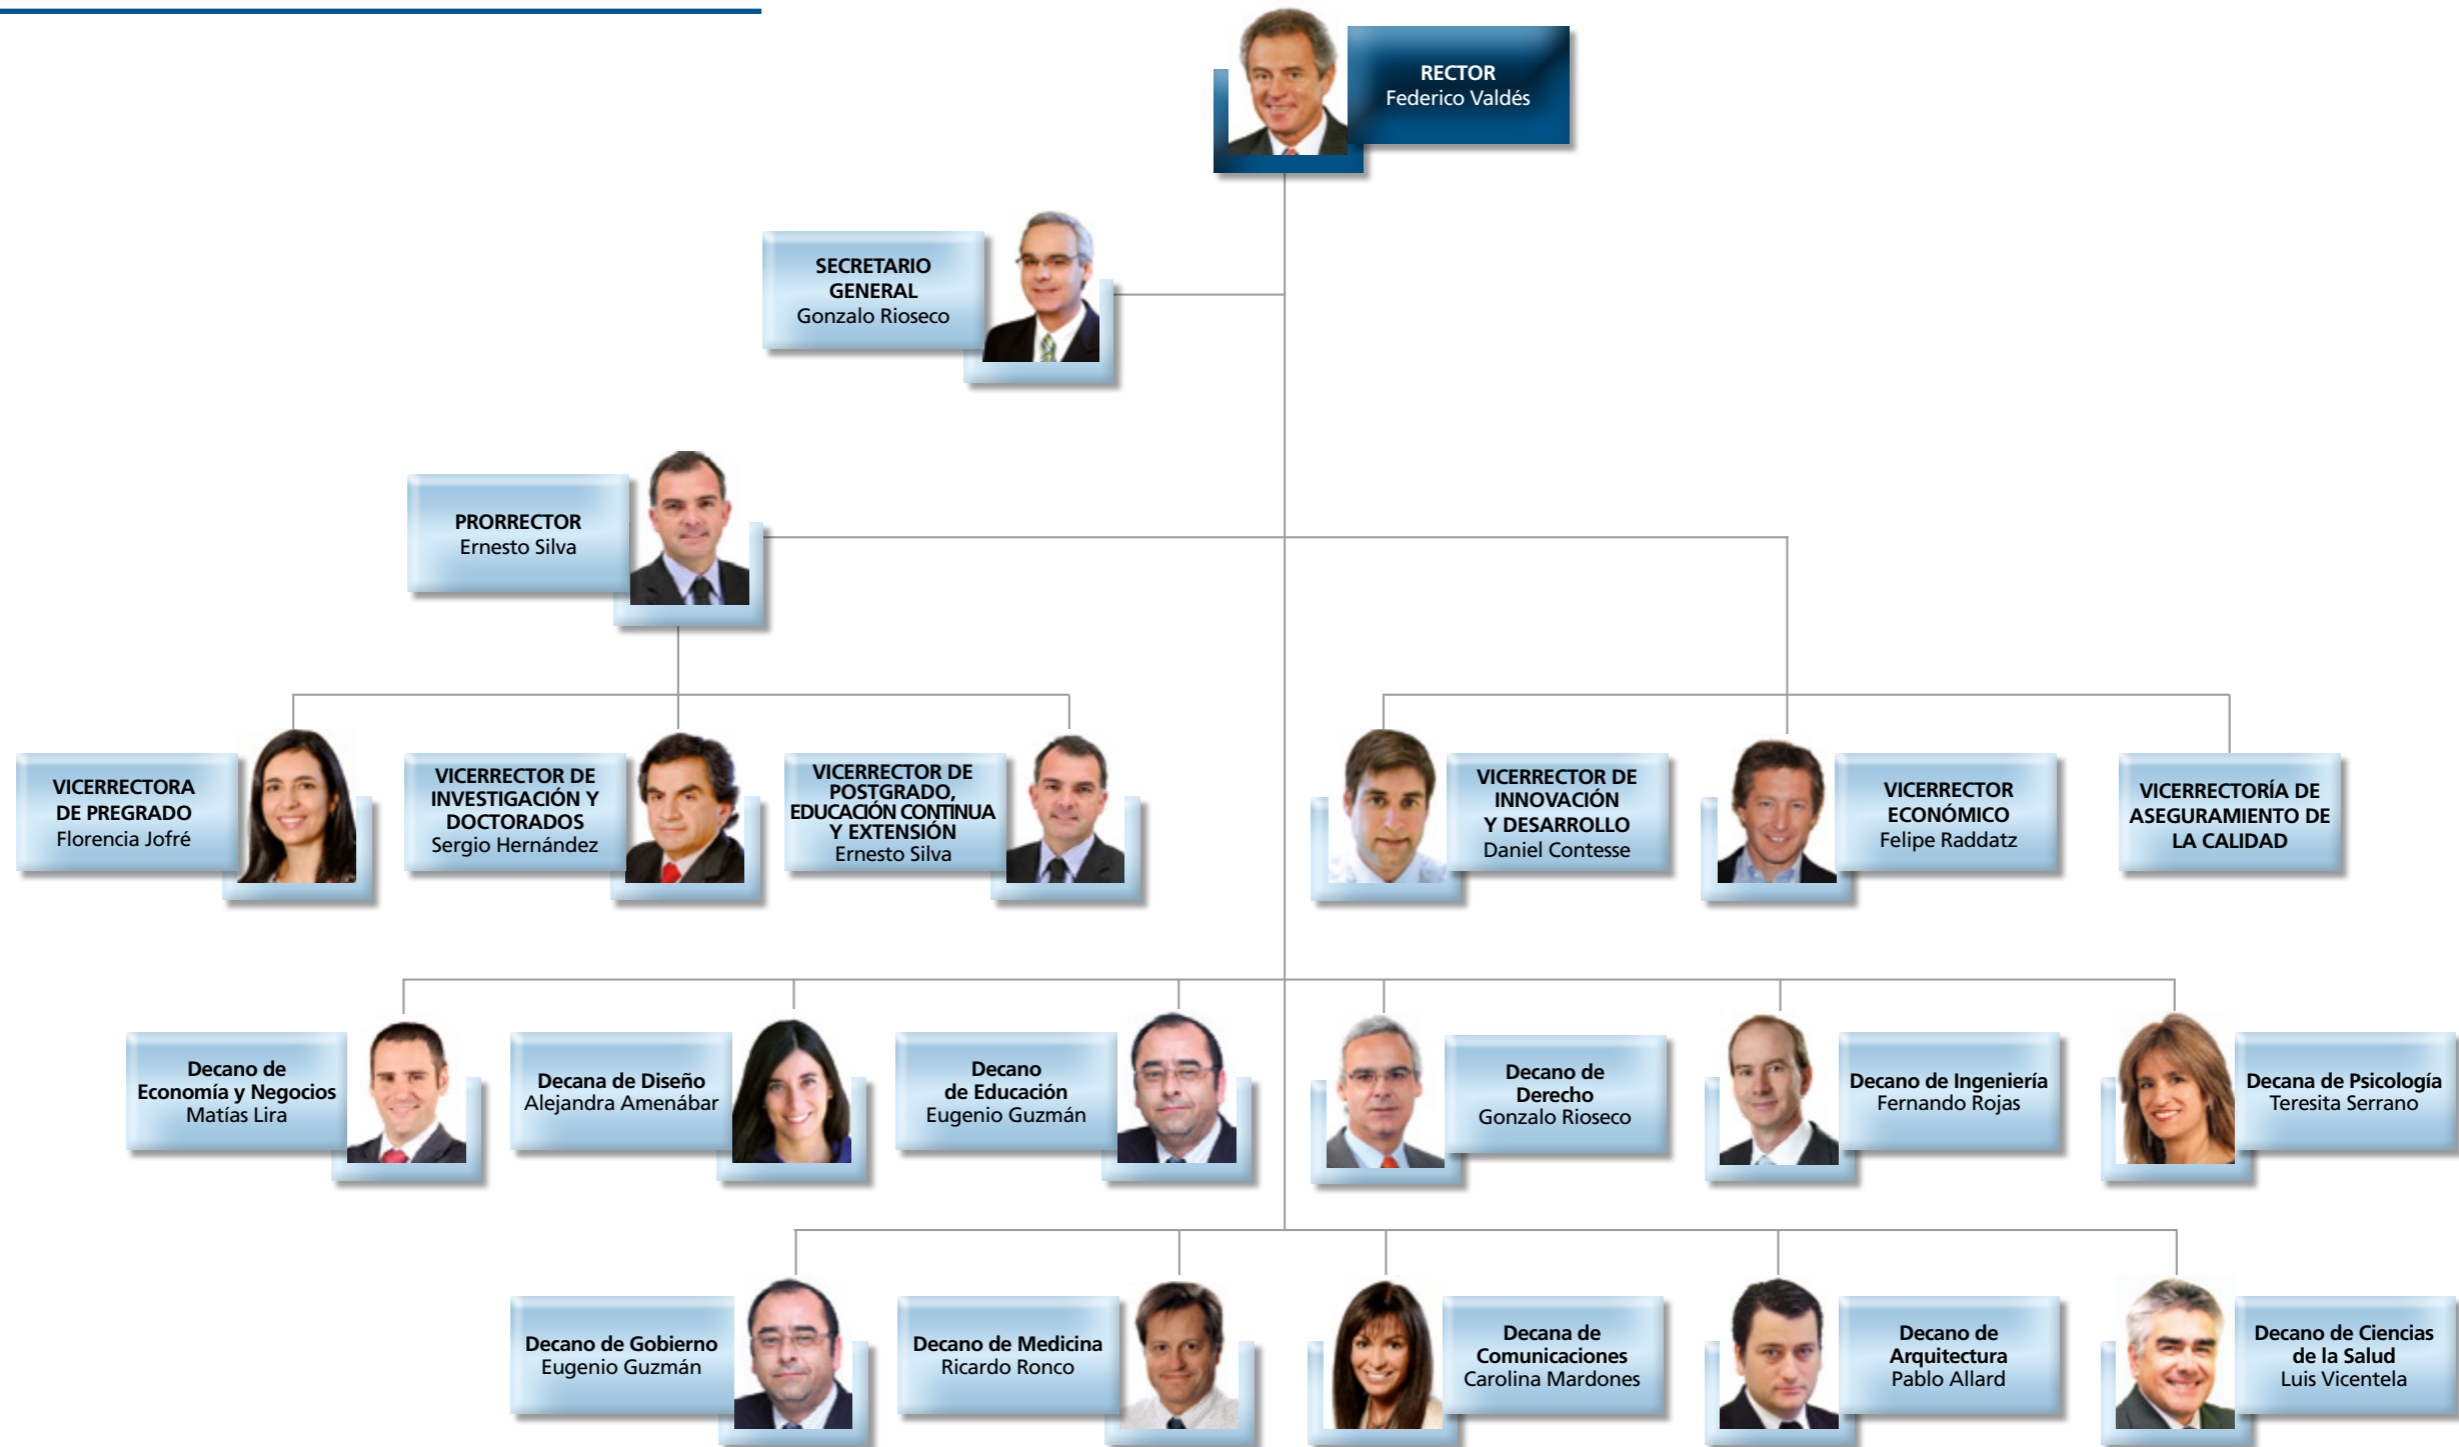 RECTOR
Federico Valdés
SECRETARIO
GENERAL
Gonzalo Rioseco
PRORRECTOR
Ernesto Silva
VICERRECTORA
DE PREGRADO
Florencia Jofré
VICERRECTOR DE
INVESTIGACIÓN Y
DOCTORADOS
Sergio Hernández
VICERRECTOR DE
POSTGRADO,
EDUCACIÓN CONTINUA
Y EXTENSIÓN
Ernesto Silva
VICERRECTOR DE
INNOVACIÓN
Y DESARROLLO
Daniel Contesse
VICERRECTOR
ECONÓMICO
Felipe Raddatz
VICERRECTORÍA DE
ASEGURAMIENTO DE
LA CALIDAD
Decano de
Economía y Negocios
Matías Lira
Decana de Diseño
Alejandra Amenábar
Decano
de Educación
Eugenio Guzmán
Decano de
Derecho
Gonzalo Rioseco
Decano de Ingeniería
Fernando Rojas
Decana de Psicología
Teresita Serrano
Decano de Gobierno
Eugenio Guzmán
Decano de Medicina
Ricardo Ronco
Decana de
Comunicaciones
Carolina Mardones
Decano de
Arquitectura
Pablo Allard
Decano de Ciencias
de la Salud
Luis Vicentela